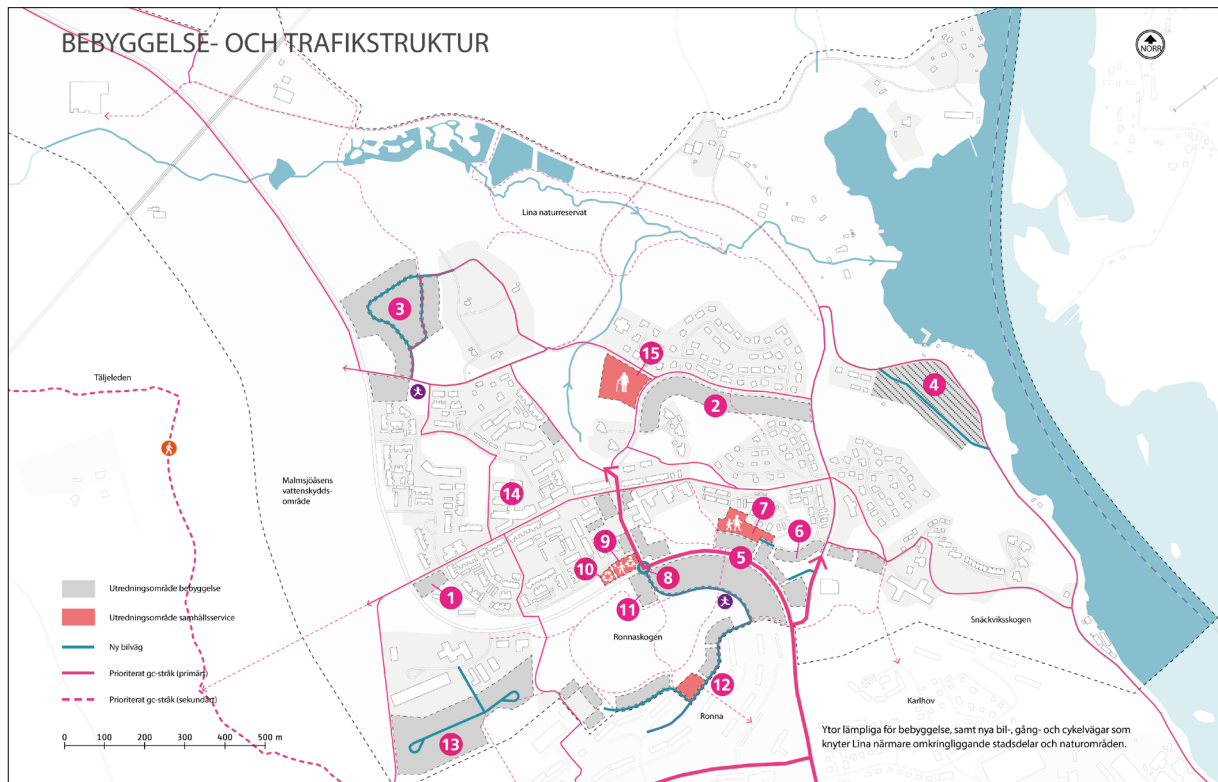 BEBYGGELSE- OCH TRAFIKSTRUKTUR
NORR
Lina naturreservat
3
Täljeleden
15
4
2
Malmsjöåsens
vattenskydds-
område
14
7
6
9
5
10
8
1
11
Utredningsområde bebyggelse
Utredningsområde samhällsservice
Ny bilväg
Prioriterat gc-stråk (primärt)
Prioriterat gc-stråk (sekundärt)
0 100 200 300 400 500 m
Ronnaskogen
Snäckviksskogen
12
Karlhov
Ronna
13
Ytor lämpliga för bebyggelse, samt nya bil-, gång- och cykelvägar som
knyter Lina närmare omkringliggande stadsdelar och naturområden.